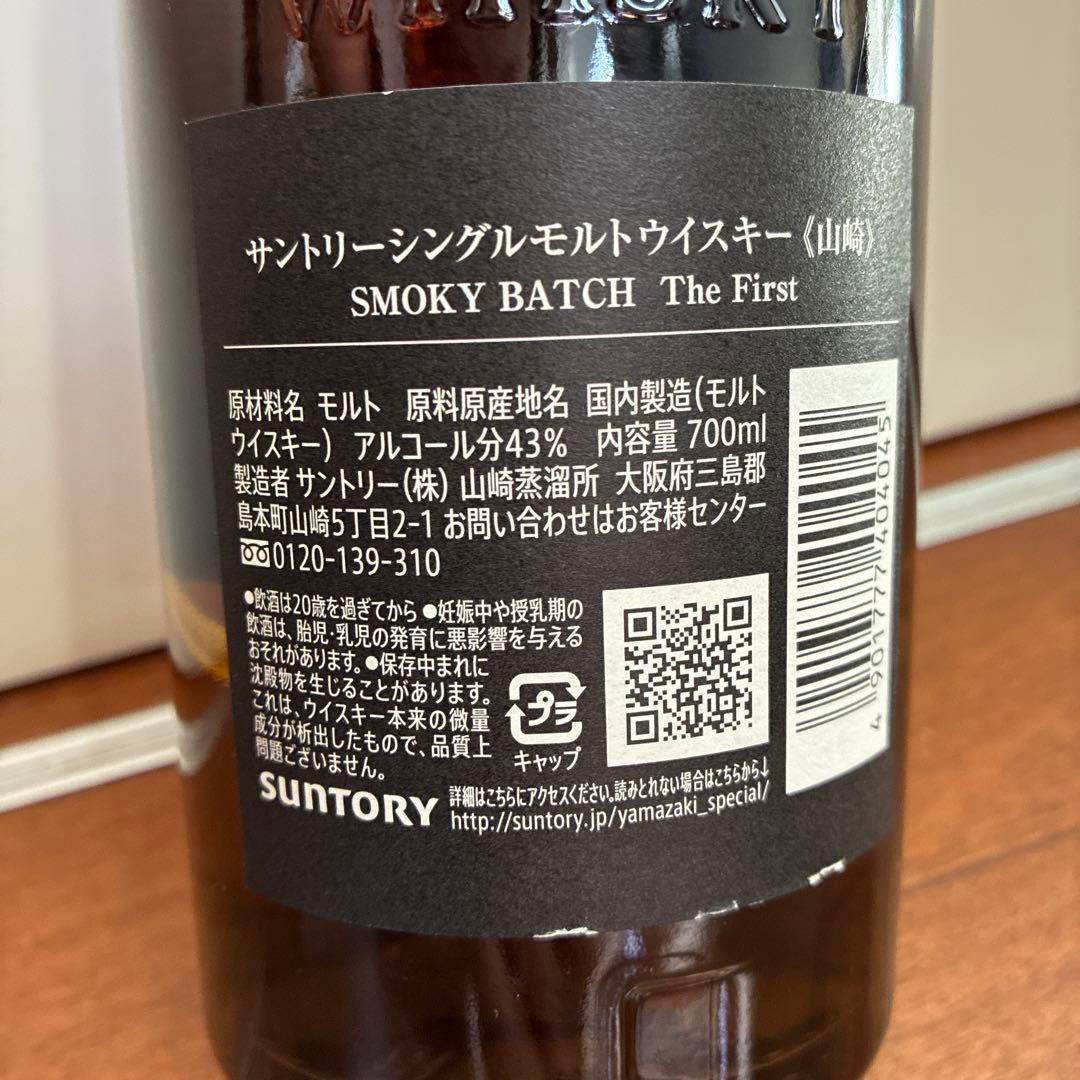 WHISKY
サントリーシングルモルトウイスキー《山崎》
SMOKY BATCH The First
原材料名 モルト 原料原産地名 国内製造(モルト
ウイスキー) アルコール分43% 内容量 700ml
製造者 サントリー(株) 山崎蒸溜所 大阪府三島郡
島本町山崎5丁目2-1 お問い合わせはお客様センター
0120-139-310
●飲酒は20歳を過ぎてから ●妊娠中や授乳期の
飲酒は、胎児・乳児の発育に悪影響を与える
おそれがあります。●保存中まれに
沈殿物を生じることがあります。
これは、ウイスキー本来の微量
成分が析出したもので、品質上
問題ございません。
プラ
キャップ
SUNTORY
詳細はこちらにアクセスください。読みとれない場合はこちらから↓
http://suntory.jp/yamazaki_special/
4 901777 404045